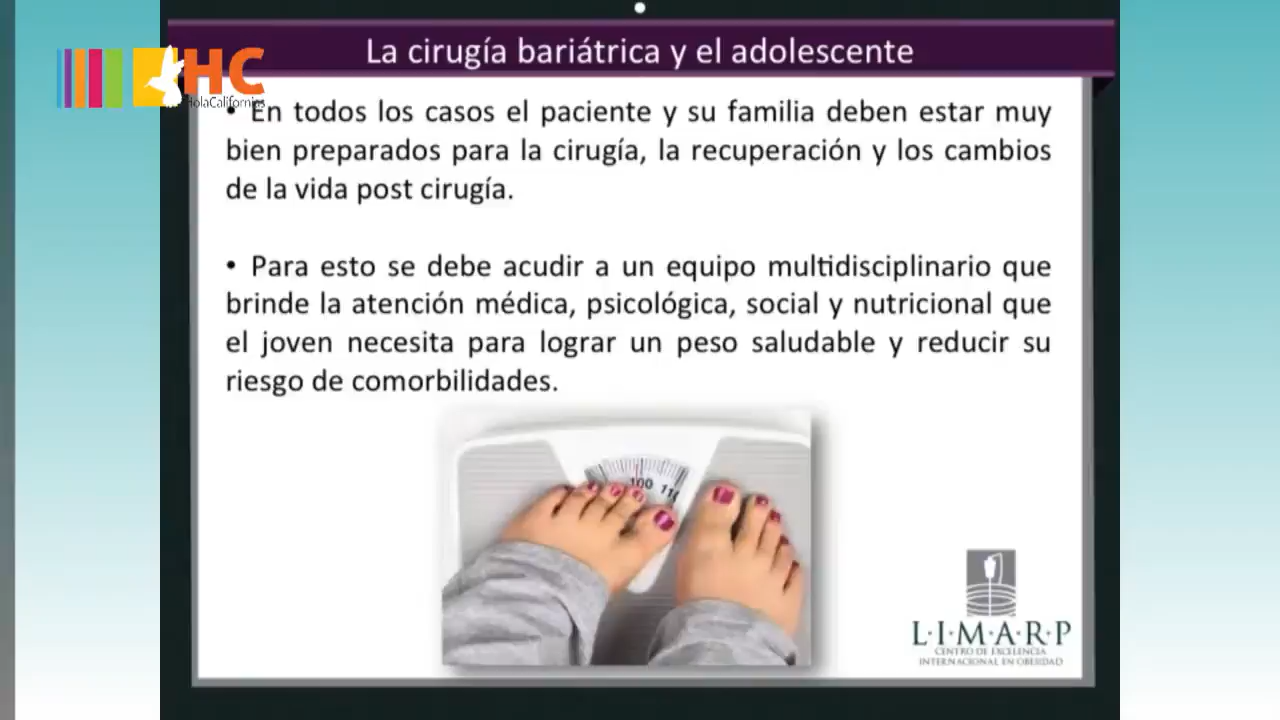 La cirugía bariátrica y el adolescente
HC
HolaCalifornias
• En todos los casos el paciente y su familia deben estar muy
bien preparados para la cirugía, la recuperación y los cambios
de la vida post cirugía.
• Para esto se debe acudir a un equipo multidisciplinario que
brinde la atención médica, psicológica, social y nutricional que
el joven necesita para lograr un peso saludable y reducir su
riesgo de comorbilidades.
100 110
L·I·M·A·R·P
CENTRO DE EXCELENCIA
INTERNACIONAL EN OBESIDAD